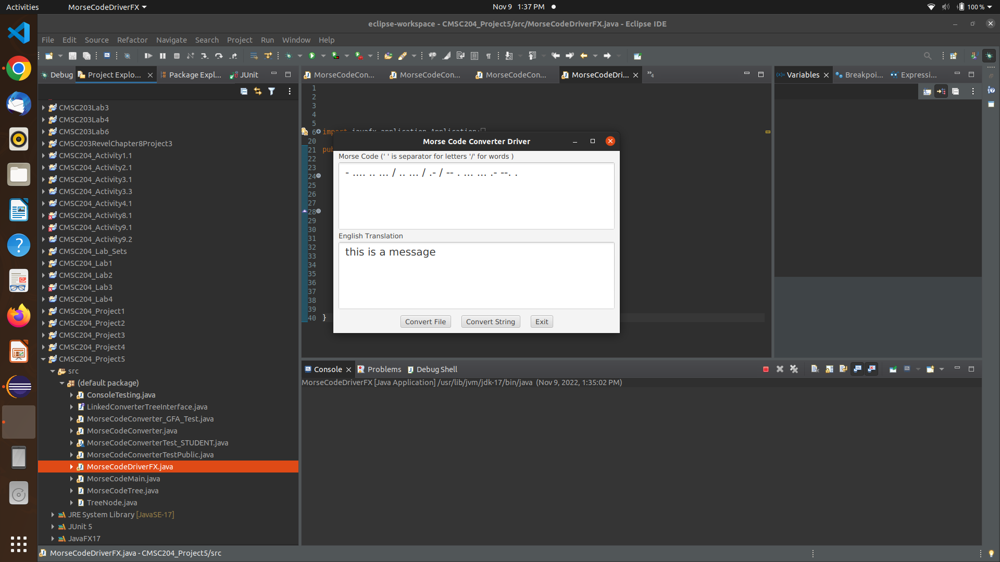 Activities
MorseCodeDriverFX
Nov 9 1:37 PM
100 %
eclipse-workspace - CMSC204_Project5/src/MorseCodeDriverFX.java - Eclipse IDE
File Edit Source Refactor Navigate Search Project Run Window Help
Debug
Project Explo...
Package Expl...
JUnit
CMSC203Lab3
CMSC203Lab4
CMSC203Lab6
CMSC203RevelChapter8Project3
CMSC204_Activity1.1
CMSC204_Activity2.1
CMSC204_Activity3.1
CMSC204_Activity3.3
CMSC204_Activity4.1
CMSC204_Activity8.1
CMSC204_Activity9.1
CMSC204_Activity9.2
CMSC204_Lab_Sets
CMSC204_Lab1
CMSC204_Lab2
CMSC204_Lab3
CMSC204_Lab4
CMSC204_Project1
CMSC204_Project2
CMSC204_Project3
CMSC204_Project4
CMSC204_Project5
src
(default package)
ConsoleTesting.java
LinkedConverterTreeInterface.java
MorseCodeConverter_GFA_Test.java
MorseCodeConverter.java
MorseCodeConverterTest_STUDENT.java
MorseCodeConverterTestPublic.java
MorseCodeDriverFX.java
MorseCodeMain.java
MorseCodeTree.java
TreeNode.java
JRE System Library [JavaSE-17]
JUnit 5
JavaFX17
MorseCodeCon...
MorseCodeCon...
MorseCodeCon...
MorseCodeDri...
4
1
2
3
4
5
6 import javafx.application.Application;
20
21 pu
22
23
24
25
26
27
28
29
30
31
32
33
34
35
36
37
38
39
40 }
Morse Code Converter Driver
Morse Code (' ' is separator for letters '/' for words )
- .... .. ... / .. ... / .- / -- . ... ... .- --. .
English Translation
this is a message
Convert File
Convert String
Exit
Variables
Breakpoi...
Expressi...
Console
Problems
Debug Shell
MorseCodeDriverFX [Java Application] /usr/lib/jvm/jdk-17/bin/java (Nov 9, 2022, 1:35:02 PM)
MorseCodeDriverFX.java - CMSC204_Project5/src